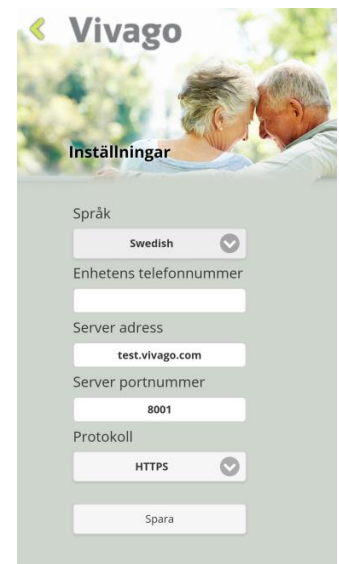 Vivago
Inställningar
Språk
Swedish
Enhetens telefonnummer
Server adress
test.vivago.com
Server portnummer
8001
Protokoll
HTTPS
Spara